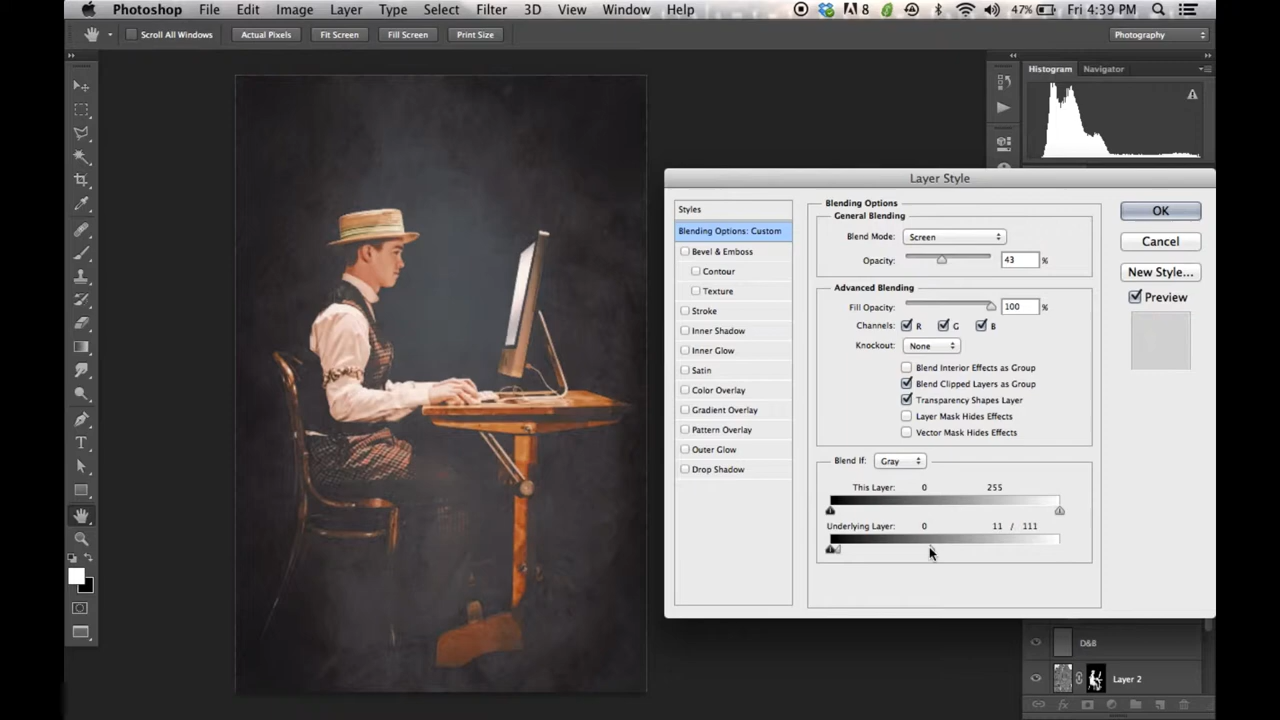 Photoshop File Edit Image Layer Type Select Filter 3D View Window Help 8 47% Fri 4:39 PM
Scroll All Windows Actual Pixels Fit Screen Fill Screen Print Size Photography
Histogram Navigator
Layer Style
Styles
Blending Options: Custom
Bevel & Emboss
Contour
Texture
Stroke
Inner Shadow
Inner Glow
Satin
Color Overlay
Gradient Overlay
Pattern Overlay
Outer Glow
Drop Shadow
Blending Options
General Blending
Blend Mode: Screen
Opacity: 43 %
Advanced Blending
Fill Opacity: 100 %
Channels: R G B
Knockout: None
Blend Interior Effects as Group
Blend Clipped Layers as Group
Transparency Shapes Layer
Layer Mask Hides Effects
Vector Mask Hides Effects
Blend If: Gray
This Layer: 0 255
Underlying Layer: 0 11 / 111
OK
Cancel
New Style...
Preview
D&B
Layer 2
fx